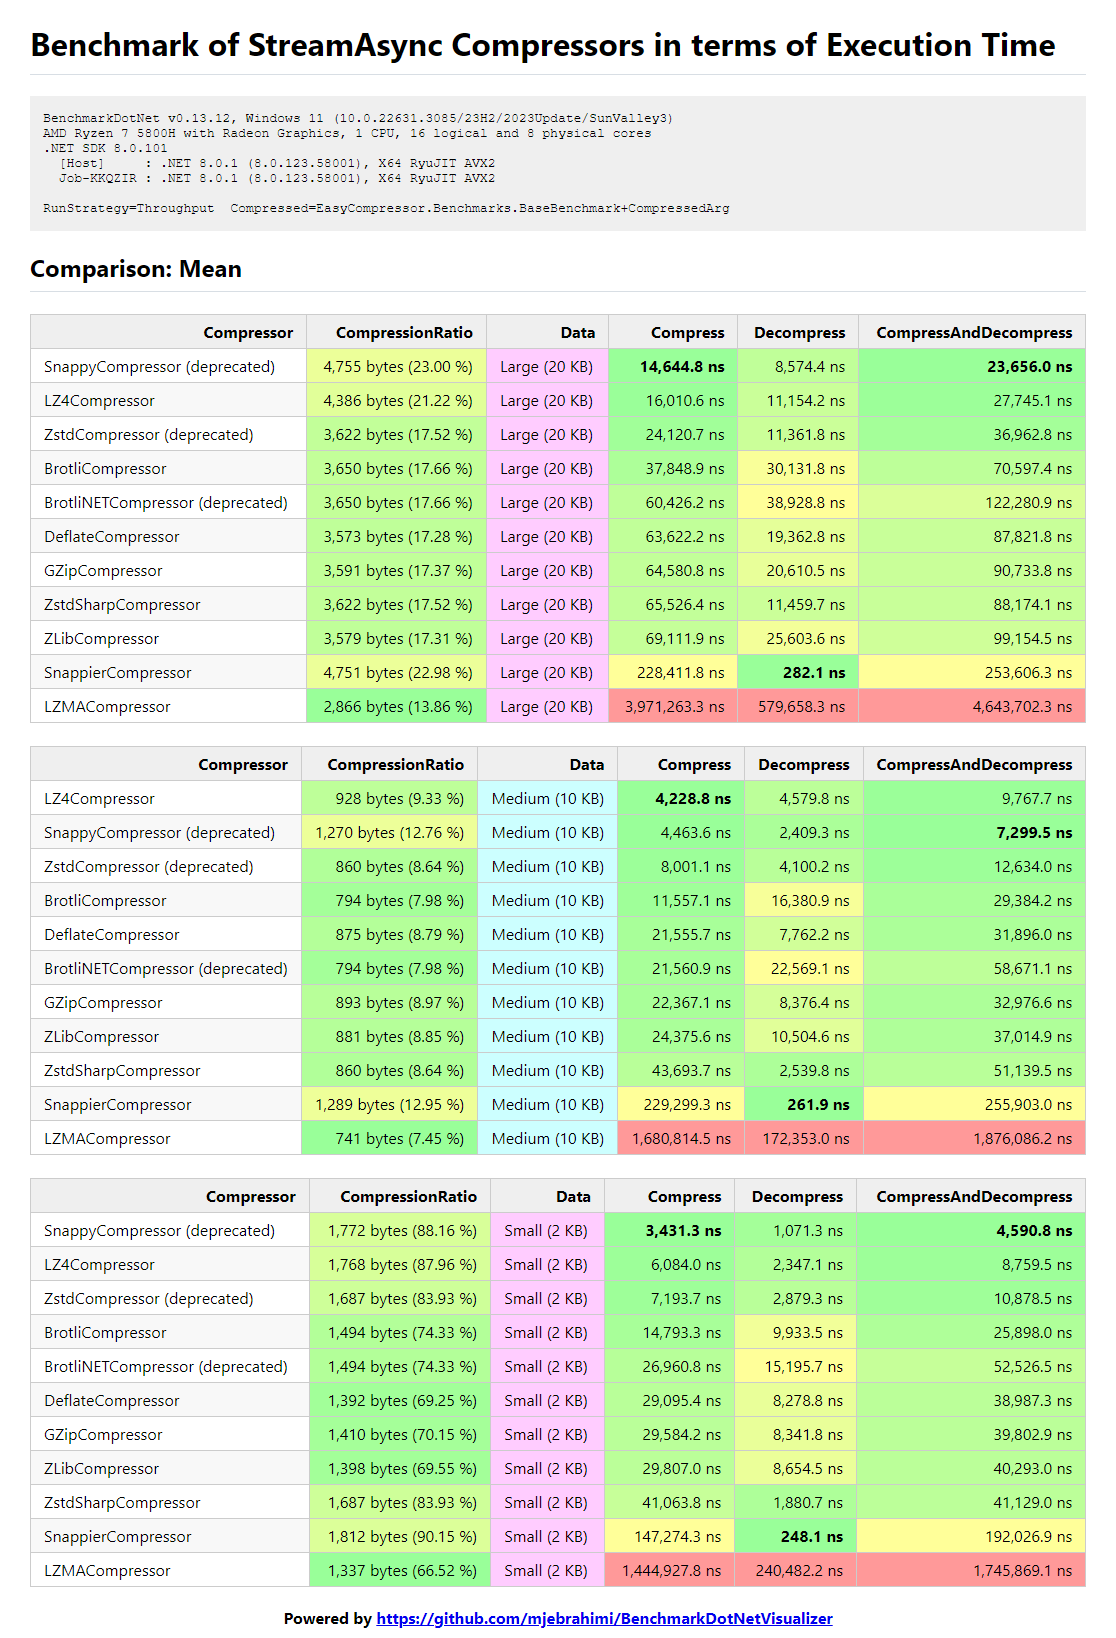 Benchmark of StreamAsync Compressors in terms of Execution Time
BenchmarkDotNet v0.13.12, Windows 11 (10.0.22631.3085/23H2/2023Update/SunValley3)
AMD Ryzen 7 5800H with Radeon Graphics, 1 CPU, 16 logical and 8 physical cores
.NET SDK 8.0.101
[Host]     : .NET 8.0.1 (8.0.123.58001), X64 RyuJIT AVX2
Job-KKQZIR : .NET 8.0.1 (8.0.123.58001), X64 RyuJIT AVX2
RunStrategy=Throughput  Compressed=EasyCompressor.Benchmarks.BaseBenchmark+CompressedArg
Comparison: Mean
Compressor CompressionRatio Data Compress Decompress CompressAndDecompress
SnappyCompressor (deprecated) 4,755 bytes (23.00 %) Large (20 KB) 14,644.8 ns 8,574.4 ns 23,656.0 ns
LZ4Compressor 4,386 bytes (21.22 %) Large (20 KB) 16,010.6 ns 11,154.2 ns 27,745.1 ns
ZstdCompressor (deprecated) 3,622 bytes (17.52 %) Large (20 KB) 24,120.7 ns 11,361.8 ns 36,962.8 ns
BrotliCompressor 3,650 bytes (17.66 %) Large (20 KB) 37,848.9 ns 30,131.8 ns 70,597.4 ns
BrotliNETCompressor (deprecated) 3,650 bytes (17.66 %) Large (20 KB) 60,426.2 ns 38,928.8 ns 122,280.9 ns
DeflateCompressor 3,573 bytes (17.28 %) Large (20 KB) 63,622.2 ns 19,362.8 ns 87,821.8 ns
GZipCompressor 3,591 bytes (17.37 %) Large (20 KB) 64,580.8 ns 20,610.5 ns 90,733.8 ns
ZstdSharpCompressor 3,622 bytes (17.52 %) Large (20 KB) 65,526.4 ns 11,459.7 ns 88,174.1 ns
ZLibCompressor 3,579 bytes (17.31 %) Large (20 KB) 69,111.9 ns 25,603.6 ns 99,154.5 ns
SnappierCompressor 4,751 bytes (22.98 %) Large (20 KB) 228,411.8 ns 282.1 ns 253,606.3 ns
LZMACompressor 2,866 bytes (13.86 %) Large (20 KB) 3,971,263.3 ns 579,658.3 ns 4,643,702.3 ns
Compressor CompressionRatio Data Compress Decompress CompressAndDecompress
LZ4Compressor 928 bytes (9.33 %) Medium (10 KB) 4,228.8 ns 4,579.8 ns 9,767.7 ns
SnappyCompressor (deprecated) 1,270 bytes (12.76 %) Medium (10 KB) 4,463.6 ns 2,409.3 ns 7,299.5 ns
ZstdCompressor (deprecated) 860 bytes (8.64 %) Medium (10 KB) 8,001.1 ns 4,100.2 ns 12,634.0 ns
BrotliCompressor 794 bytes (7.98 %) Medium (10 KB) 11,557.1 ns 16,380.9 ns 29,384.2 ns
DeflateCompressor 875 bytes (8.79 %) Medium (10 KB) 21,555.7 ns 7,762.2 ns 31,896.0 ns
BrotliNETCompressor (deprecated) 794 bytes (7.98 %) Medium (10 KB) 21,560.9 ns 22,569.1 ns 58,671.1 ns
GZipCompressor 893 bytes (8.97 %) Medium (10 KB) 22,367.1 ns 8,376.4 ns 32,976.6 ns
ZLibCompressor 881 bytes (8.85 %) Medium (10 KB) 24,375.6 ns 10,504.6 ns 37,014.9 ns
ZstdSharpCompressor 860 bytes (8.64 %) Medium (10 KB) 43,693.7 ns 2,539.8 ns 51,139.5 ns
SnappierCompressor 1,289 bytes (12.95 %) Medium (10 KB) 229,299.3 ns 261.9 ns 255,903.0 ns
LZMACompressor 741 bytes (7.45 %) Medium (10 KB) 1,680,814.5 ns 172,353.0 ns 1,876,086.2 ns
Compressor CompressionRatio Data Compress Decompress CompressAndDecompress
SnappyCompressor (deprecated) 1,772 bytes (88.16 %) Small (2 KB) 3,431.3 ns 1,071.3 ns 4,590.8 ns
LZ4Compressor 1,768 bytes (87.96 %) Small (2 KB) 6,084.0 ns 2,347.1 ns 8,759.5 ns
ZstdCompressor (deprecated) 1,687 bytes (83.93 %) Small (2 KB) 7,193.7 ns 2,879.3 ns 10,878.5 ns
BrotliCompressor 1,494 bytes (74.33 %) Small (2 KB) 14,793.3 ns 9,933.5 ns 25,898.0 ns
BrotliNETCompressor (deprecated) 1,494 bytes (74.33 %) Small (2 KB) 26,960.8 ns 15,195.7 ns 52,526.5 ns
DeflateCompressor 1,392 bytes (69.25 %) Small (2 KB) 29,095.4 ns 8,278.8 ns 38,987.3 ns
GZipCompressor 1,410 bytes (70.15 %) Small (2 KB) 29,584.2 ns 8,341.8 ns 39,802.9 ns
ZLibCompressor 1,398 bytes (69.55 %) Small (2 KB) 29,807.0 ns 8,654.5 ns 40,293.0 ns
ZstdSharpCompressor 1,687 bytes (83.93 %) Small (2 KB) 41,063.8 ns 1,880.7 ns 41,129.0 ns
SnappierCompressor 1,812 bytes (90.15 %) Small (2 KB) 147,274.3 ns 248.1 ns 192,026.9 ns
LZMACompressor 1,337 bytes (66.52 %) Small (2 KB) 1,444,927.8 ns 240,482.2 ns 1,745,869.1 ns
Powered by https://github.com/mjebrahimi/BenchmarkDotNetVisualizer